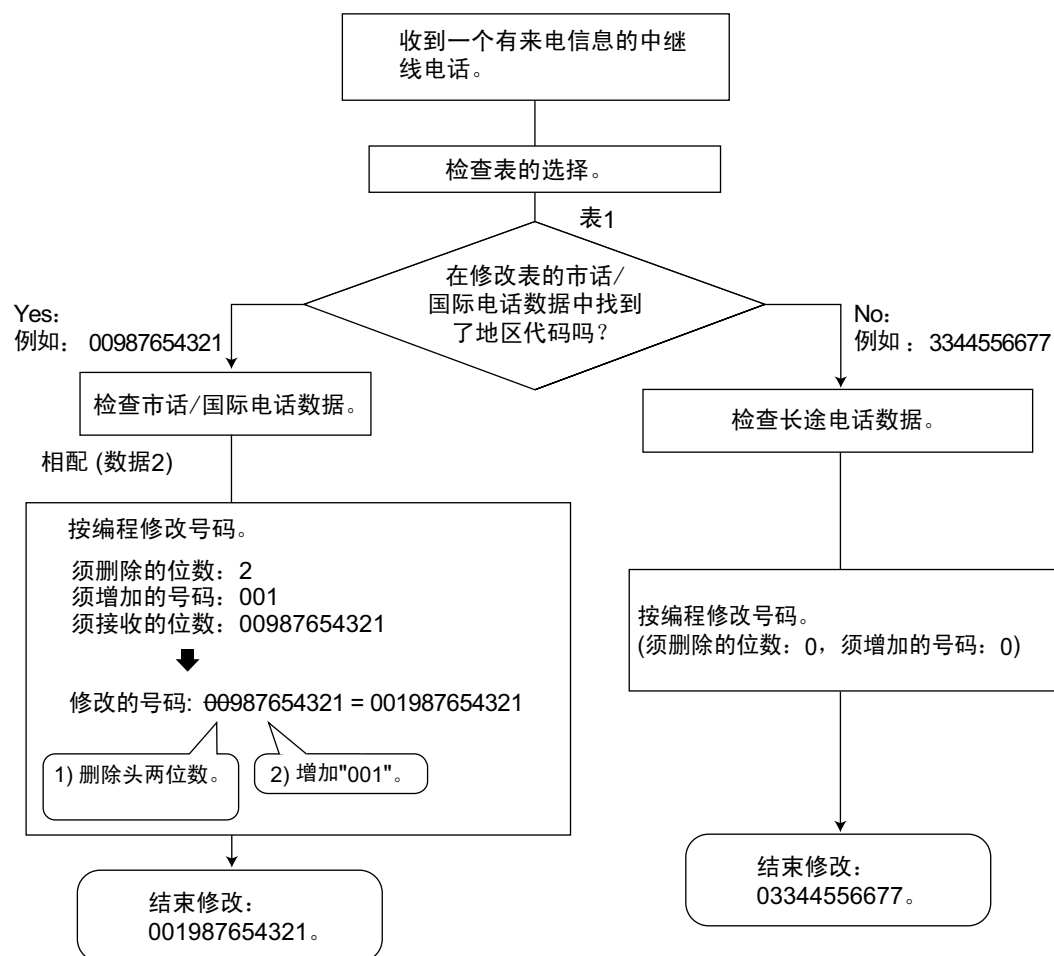 收到一个有来电信息的中继
线电话。
检查表的选择。
表1
在修改表的市话/
国际电话数据中找到
了地区代码吗?
Yes:
例如: 00987654321
No:
例如: 3344556677
检查市话/国际电话数据。
相配 (数据2)
按编程修改号码。
须删除的位数: 2
须增加的号码: 001
须接收的位数: 00987654321
修改的号码: 00987654321 = 001987654321
1) 删除头两位数。
2) 增加"001"。
结束修改:
001987654321。
检查长途电话数据。
按编程修改号码。
(须删除的位数: 0, 须增加的号码: 0)
结束修改:
03344556677。